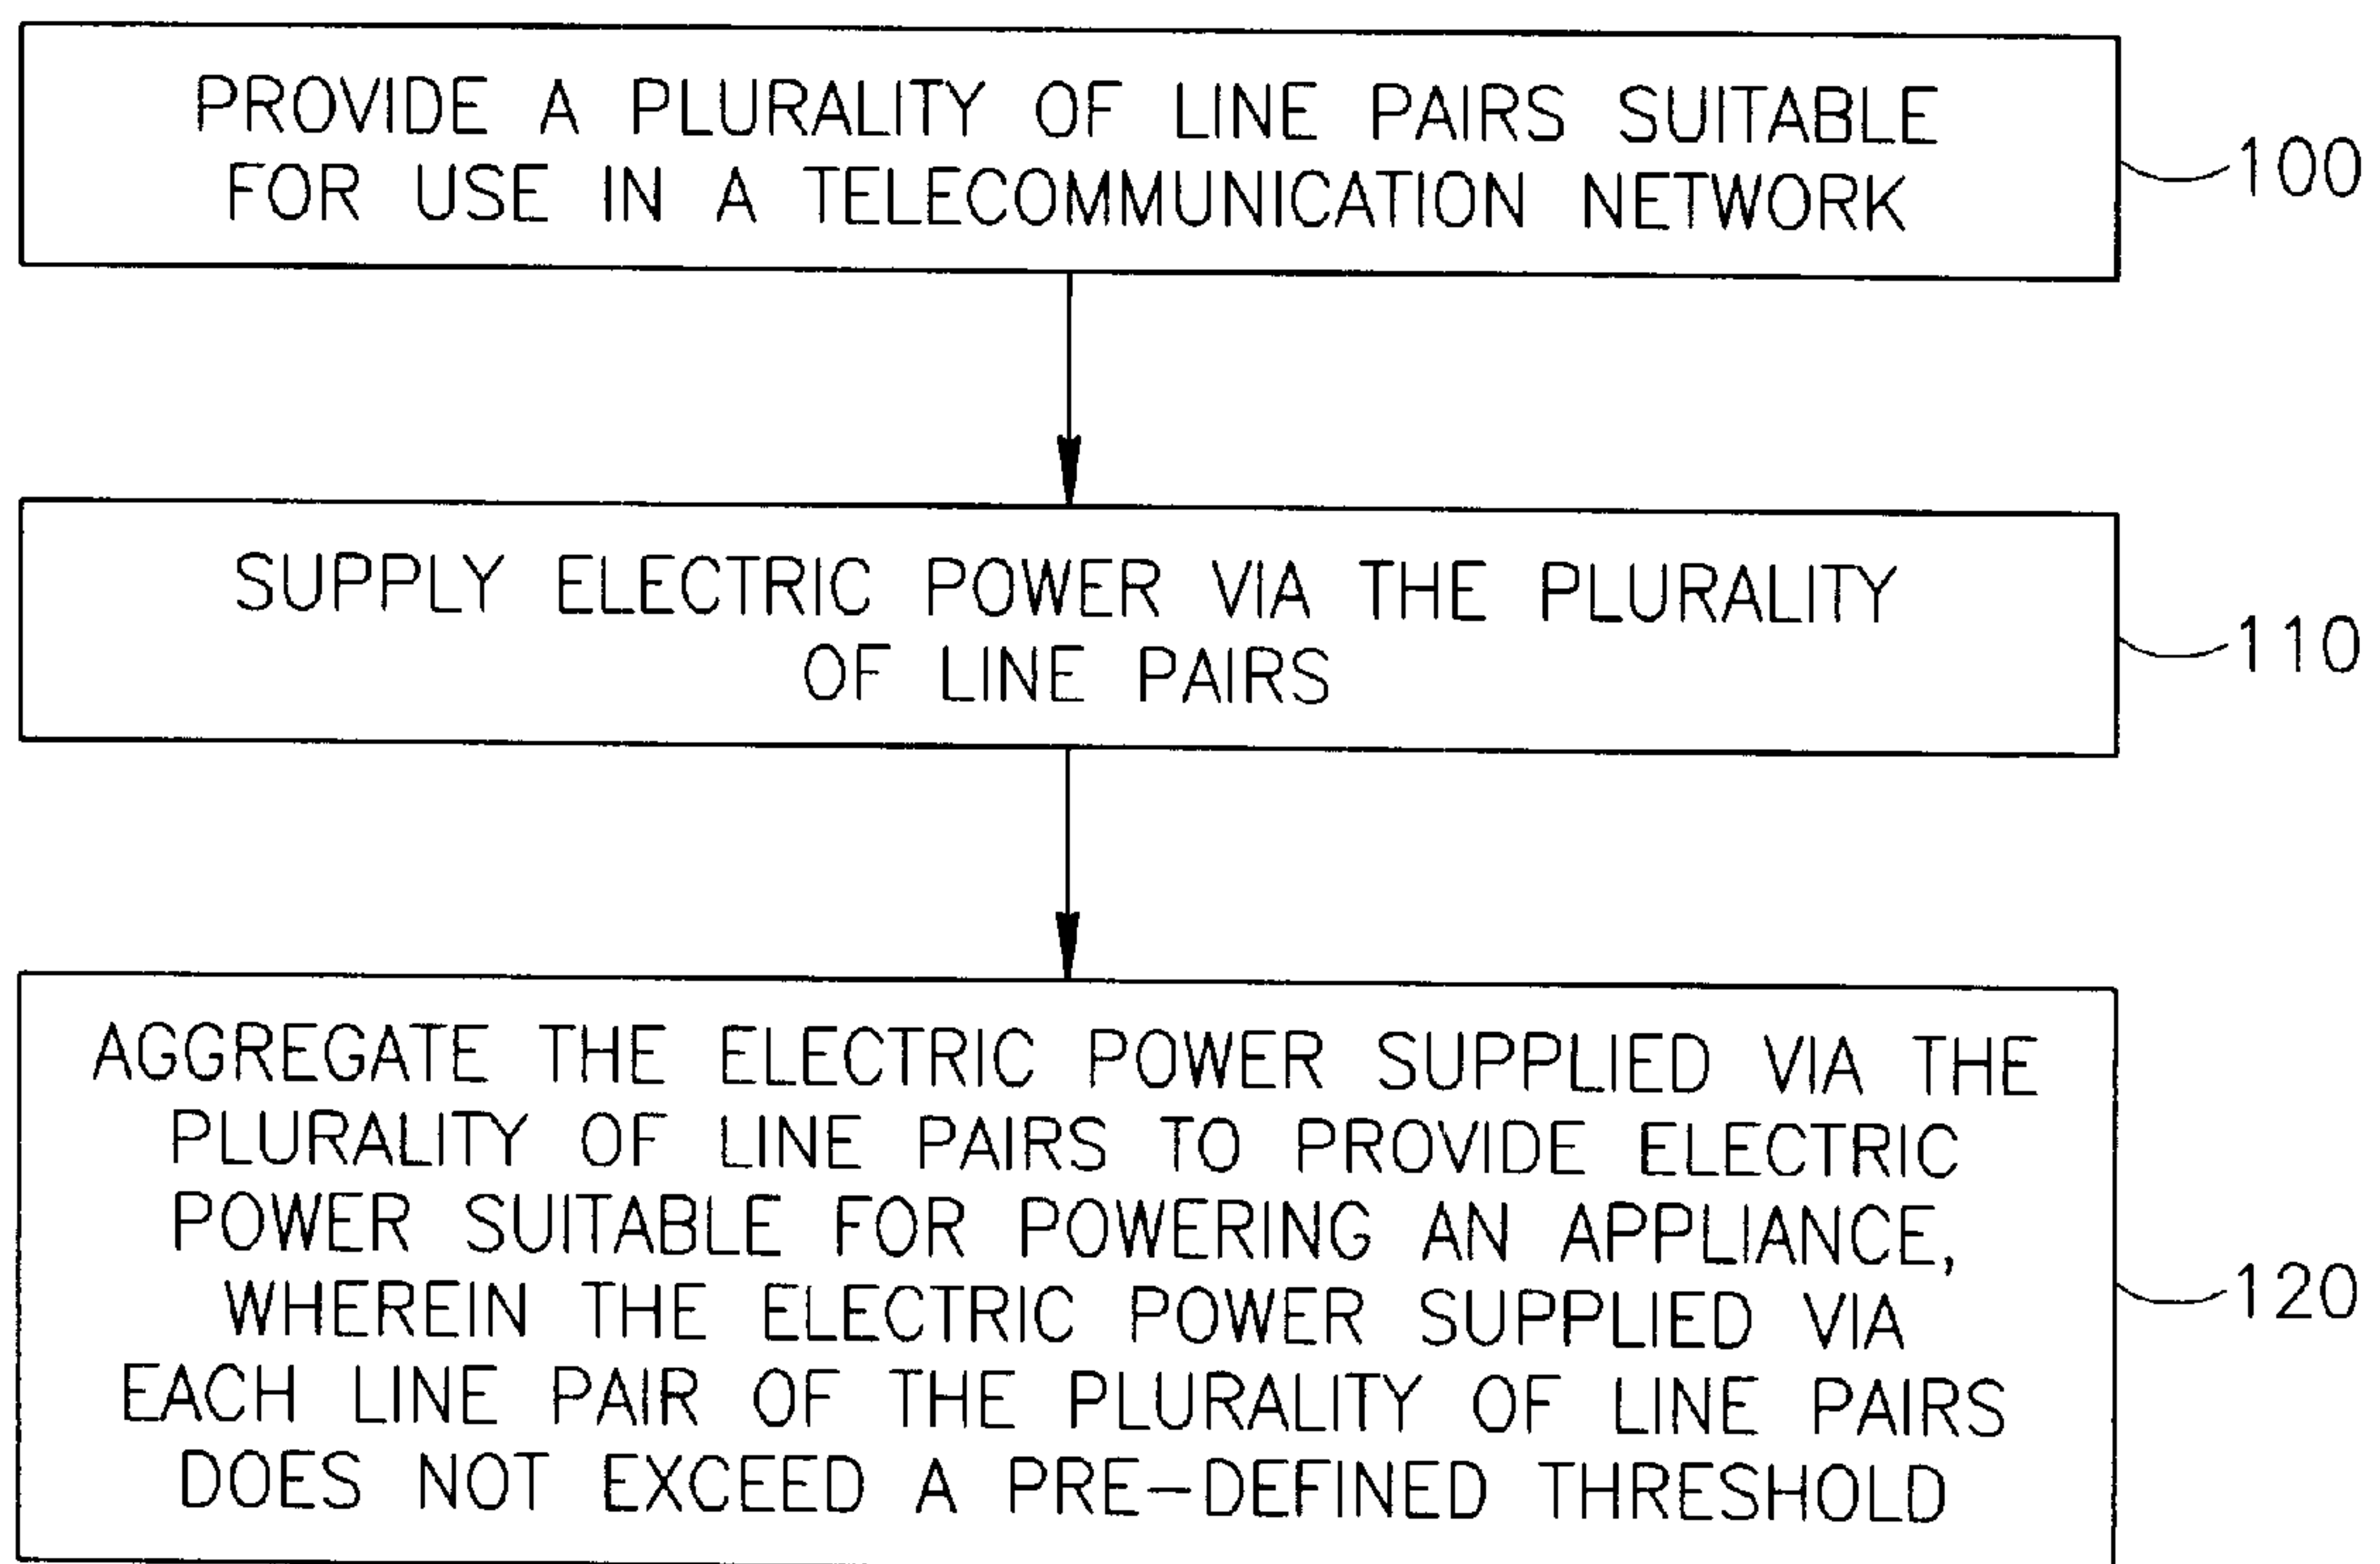 PROVIDE A PLURALITY OF LINE PAIRS SUITABLE
FOR USE IN A TELECOMMUNICATION NETWORK
100
SUPPLY ELECTRIC POWER VIA THE PLURALITY
OF LINE PAIRS
110
AGGREGATE THE ELECTRIC POWER SUPPLIED VIA THE
PLURALITY OF LINE PAIRS TO PROVIDE ELECTRIC
POWER SUITABLE FOR POWERING AN APPLIANCE,
WHEREIN THE ELECTRIC POWER SUPPLIED VIA
EACH LINE PAIR OF THE PLURALITY OF LINE PAIRS
DOES NOT EXCEED A PRE-DEFINED THRESHOLD
120